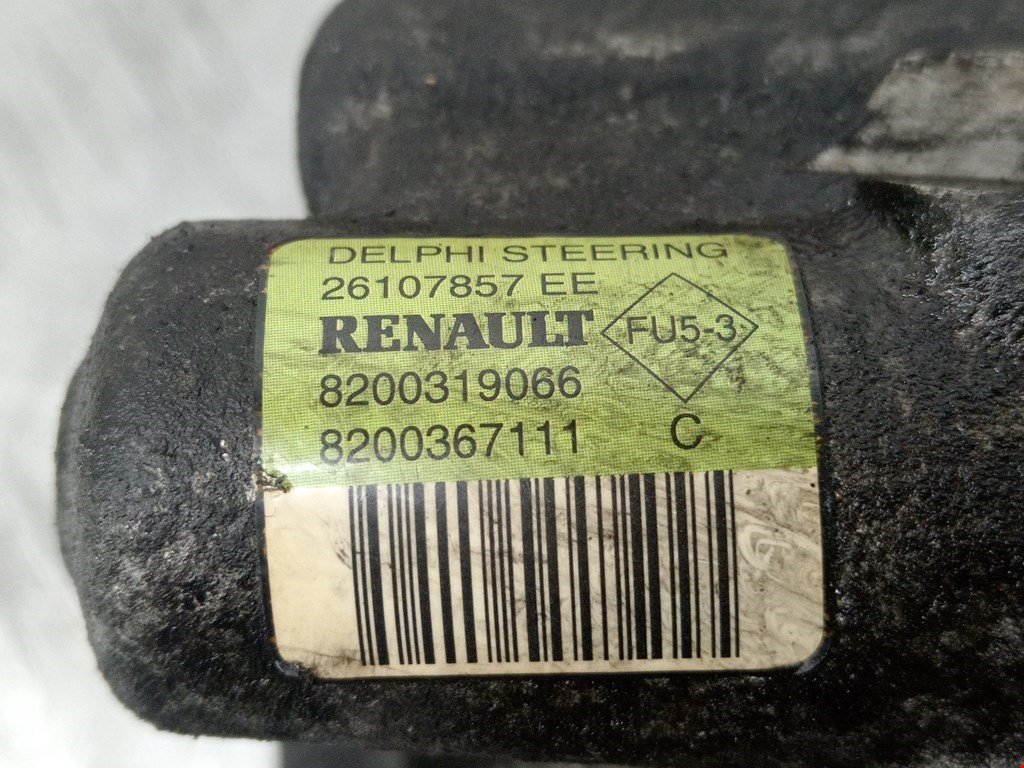 DELPHI STEERING
26107857 EE
RENAULT
FU5-3
8200319066
8200367111 C